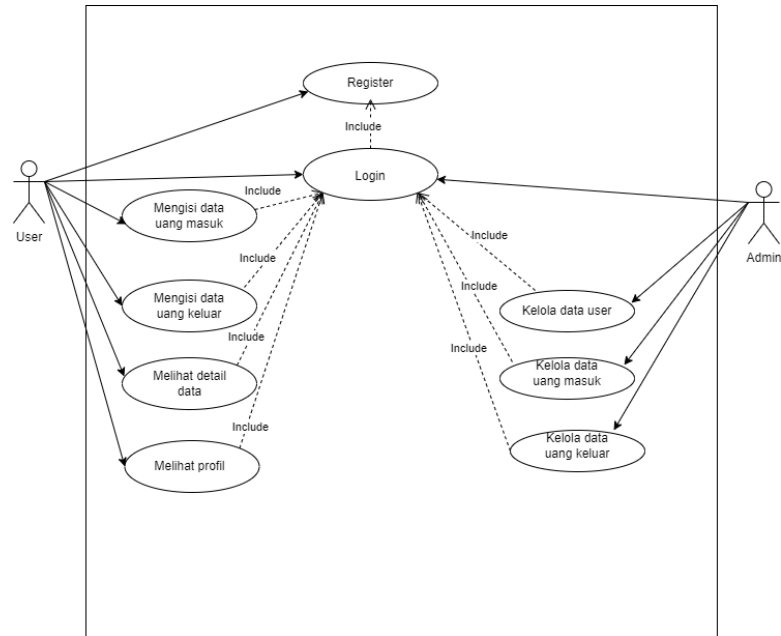 Register
Include
Login
User
Include
Mengisi data
uang masuk
Include
Admin
Include
Mengisi data
uang keluar
Include
Kelola data user
Include
Include
Melihat detail
data
Kelola data
uang masuk
Include
Melihat profil
Kelola data
uang keluar